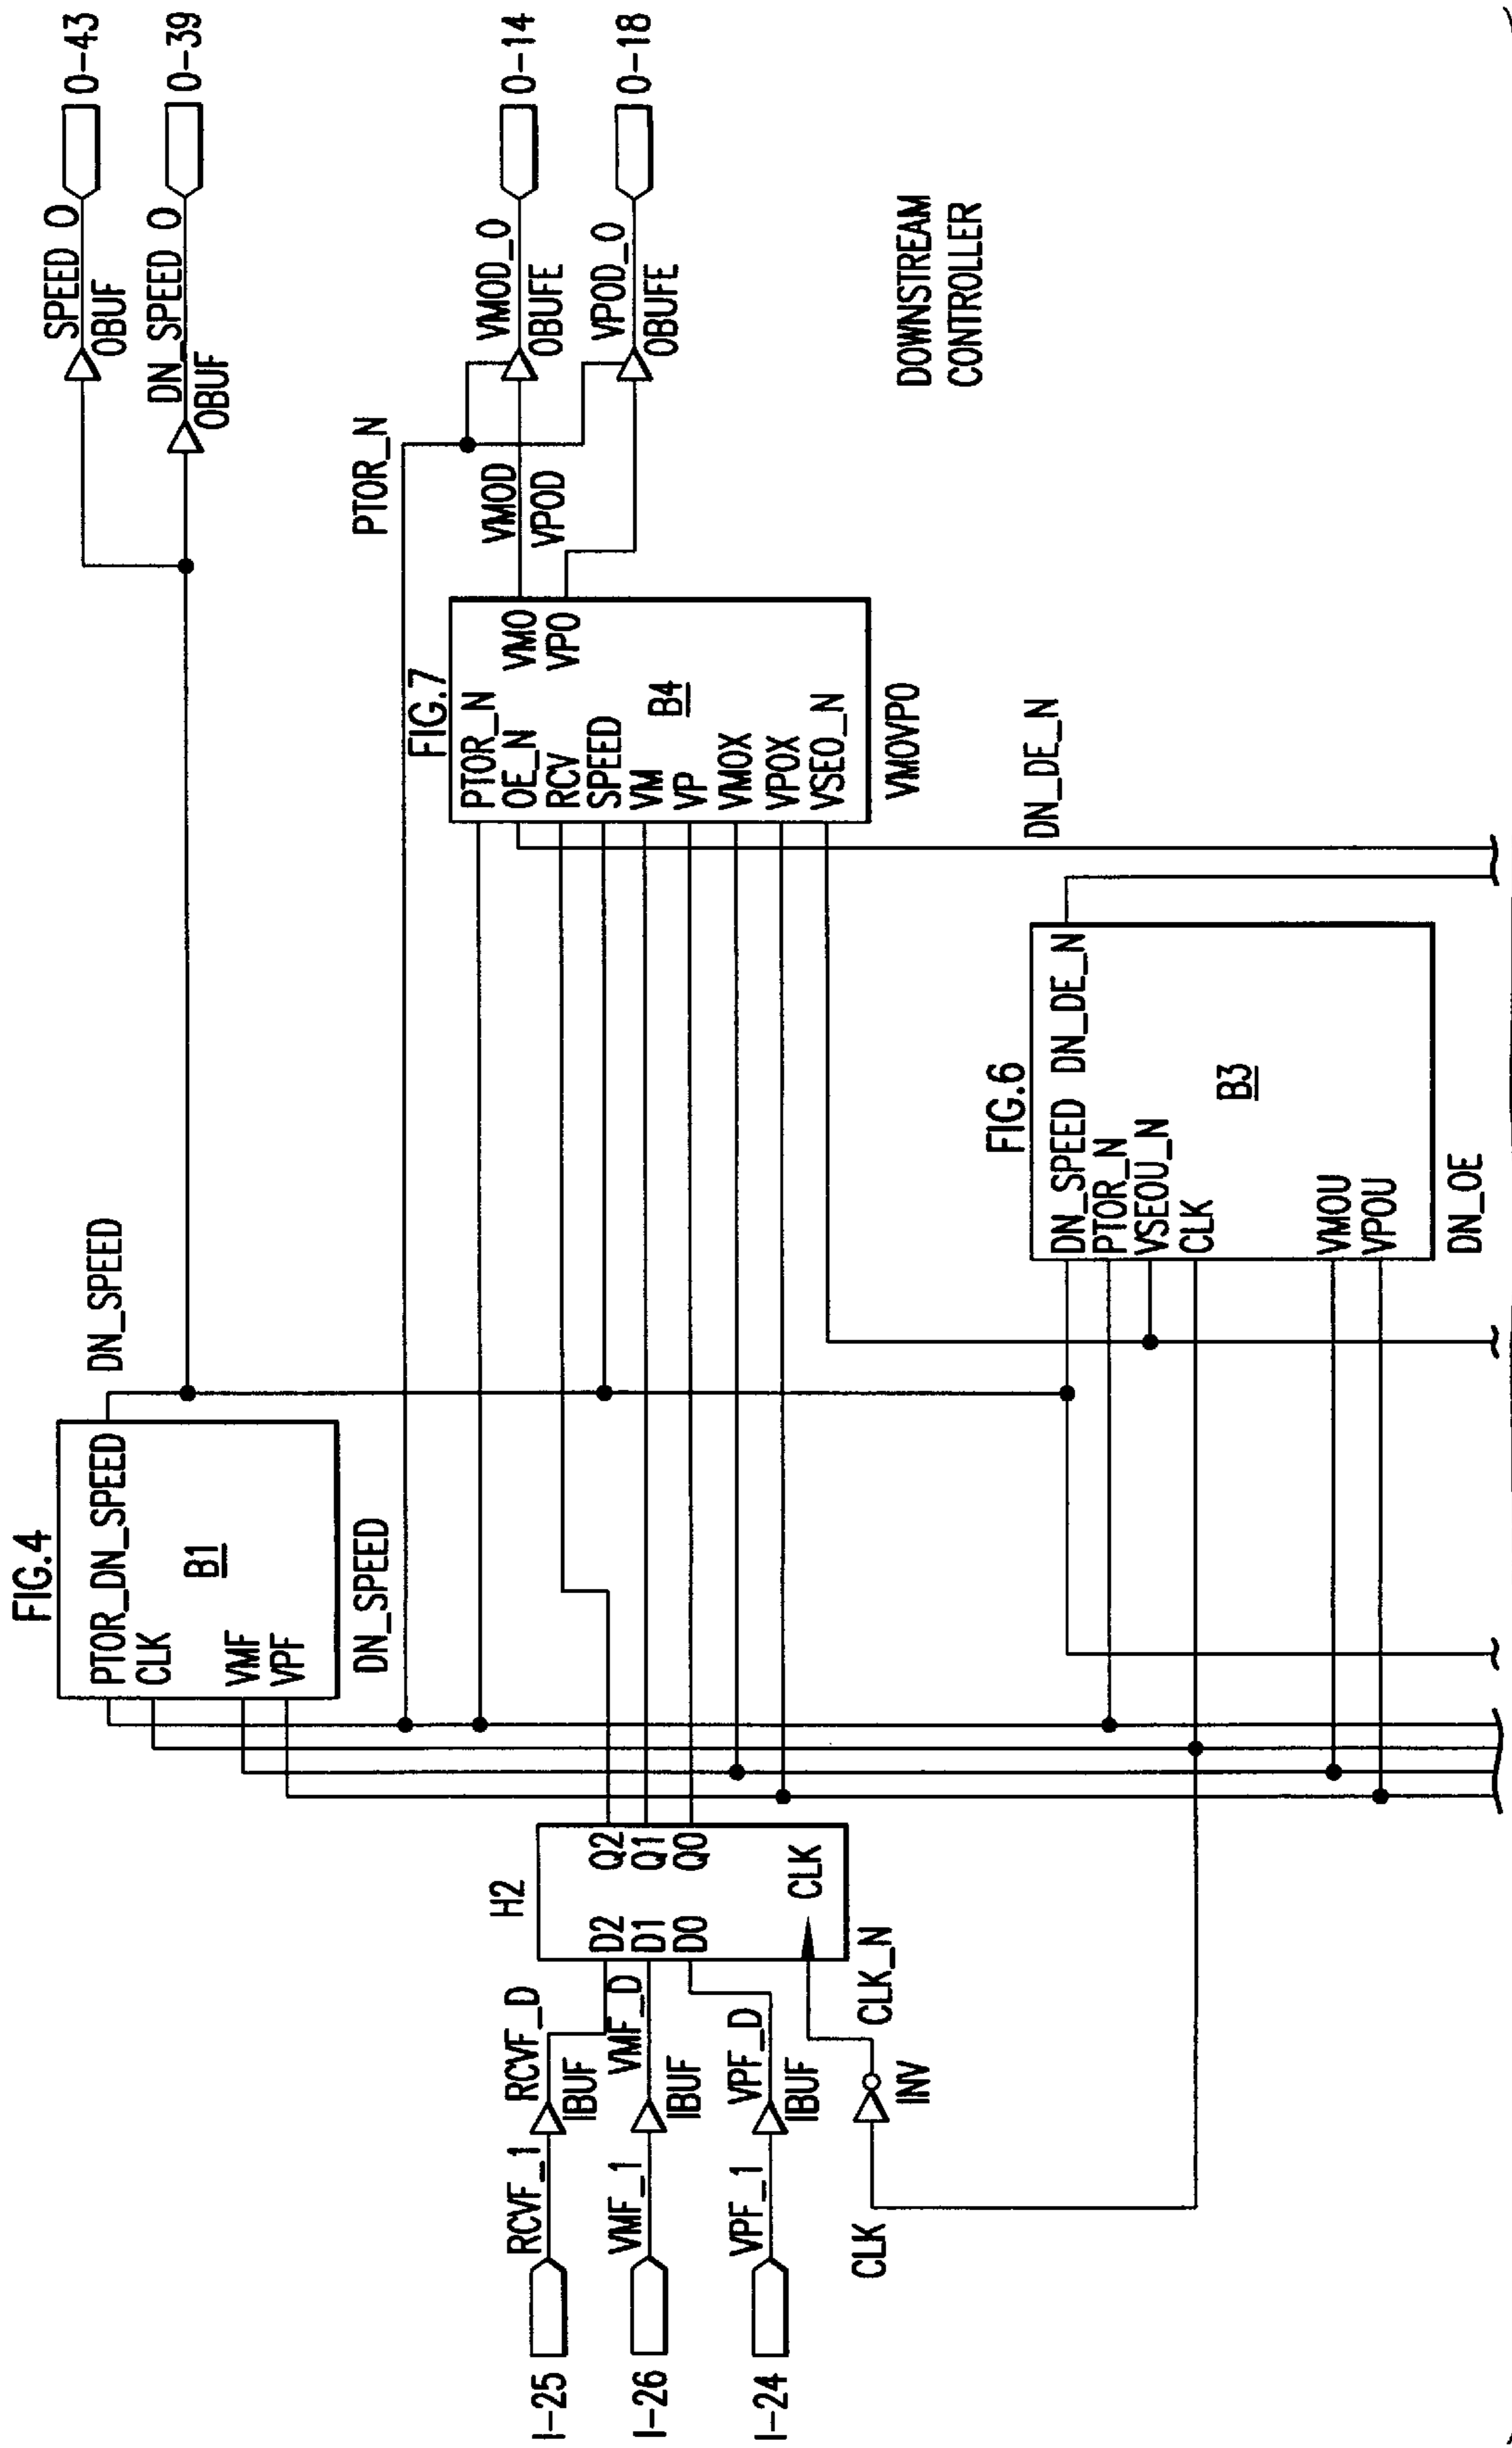 FIG.4
PTOR_DN_SPEED
CLK
B1
VMF
VPF
DN_SPEED
DN_SPEED
SPEED_O
OBUF
O-43
DN_SPEED_O
OBUF
O-39
I-25
RCVF_1
RCVF_D
IBUF
I-26
VMF_1
VMF_D
IBUF
I-24
VPF_1
VPF_D
IBUF
CLK
INV
CLK_N
H2
D2 Q2
D1 Q1
D0 Q0
CLK
FIG.7
PTOR_N
OE_N VMO
RCV VPO
SPEED
VM B4
VP
VMOX
VPOX
VSEO_N
VMOVPO
PTOR_N
VMOD
VPOD
VMOD_O
OBUFE
O-14
VPOD_O
OBUFE
O-18
FIG.6
DN_SPEED DN_DE_N
PTOR_N
VSEOU_N
CLK
B3
VMOU
VPOU
DN_OE
DN_DE_N
DOWNSTREAM
CONTROLLER